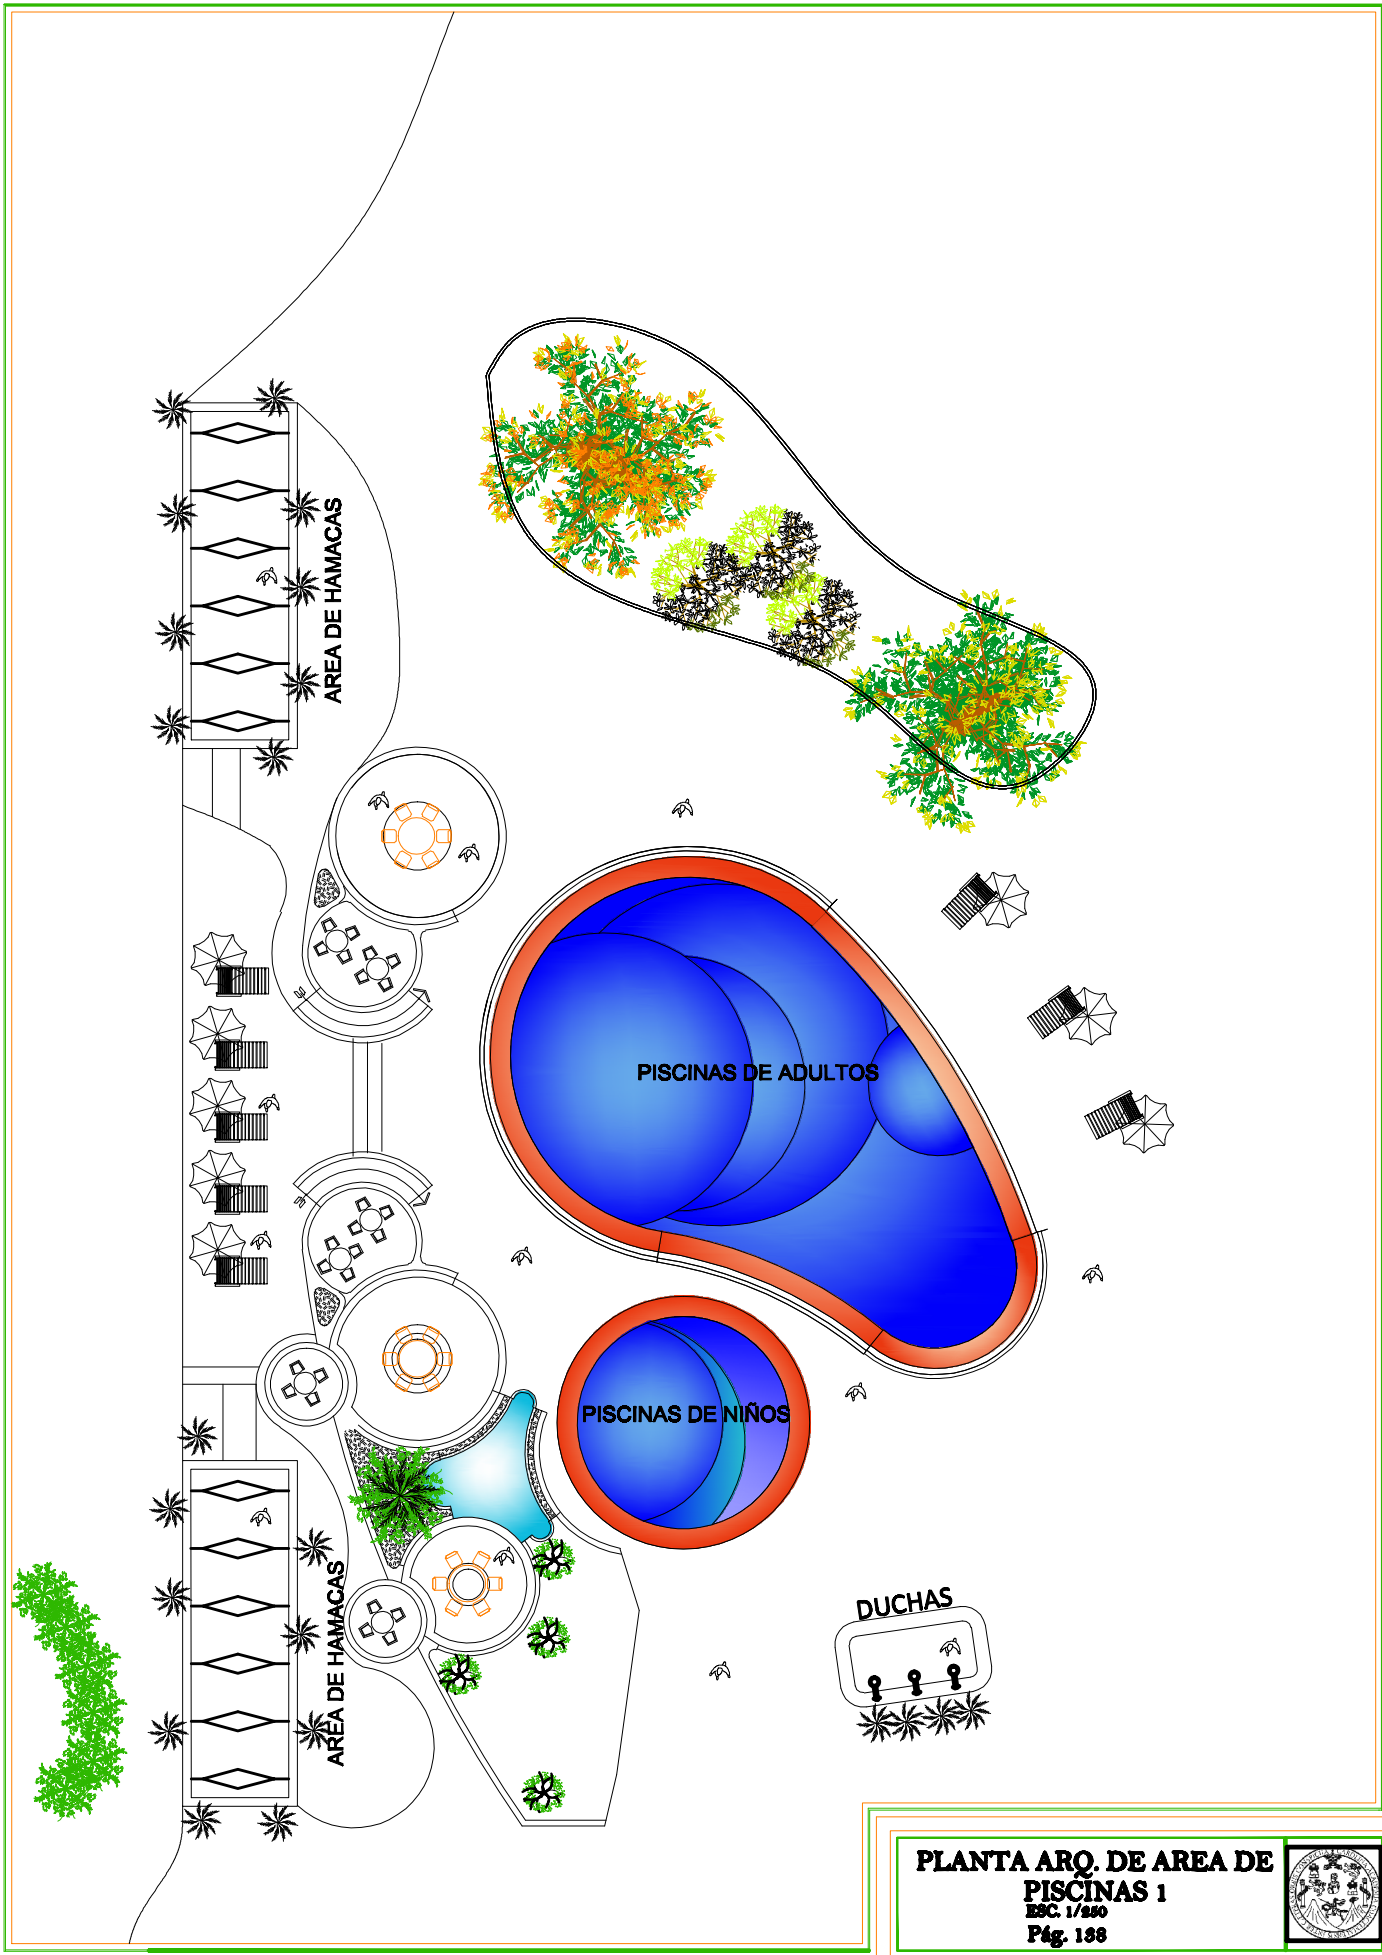 AREA DE HAMACAS
PISCINAS DE ADULTOS
PISCINAS DE NIÑOS
AREA DE HAMACAS
DUCHAS
PLANTA ARQ. DE AREA DE
PISCINAS 1
ESC. 1/250
Pág. 138